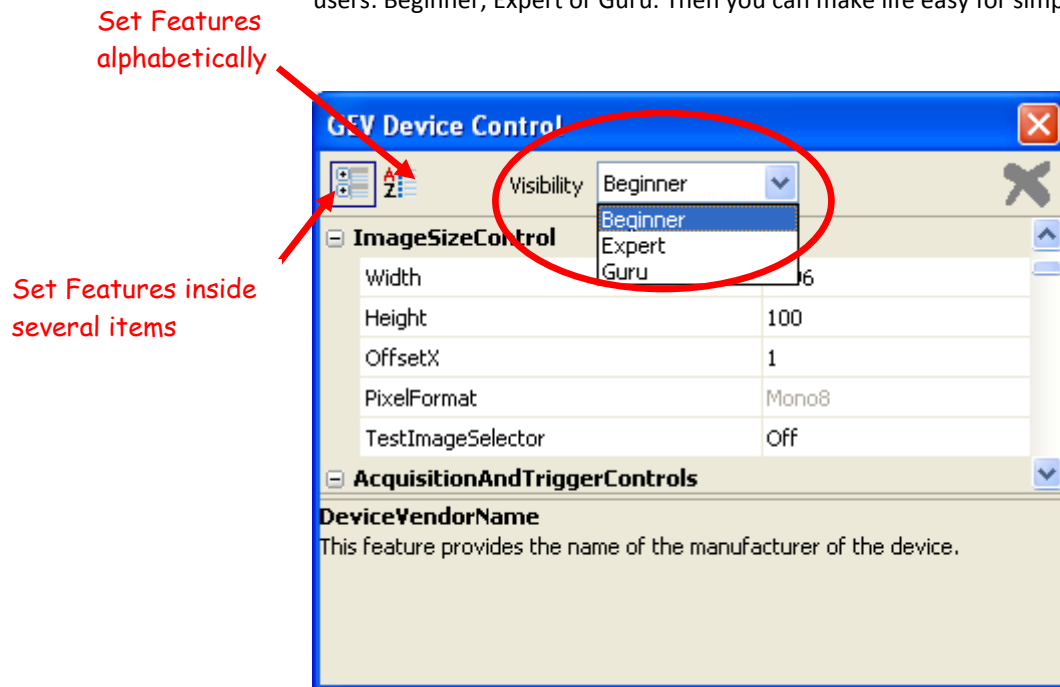 users: Beginner, Expert or Guru. Then you can make life easy for
Set Features
alphabetically
GEV Device Control
Visibility Beginner
Beginner
Expert
Guru
ImageSizeControl
Width
Height 100
OffsetX 1
PixelFormat Mono8
TestImageSelector Off
AcquisitionAndTriggerControls
DeviceVendorName
This feature provides the name of the manufacturer of the device.
Set Features inside
several items